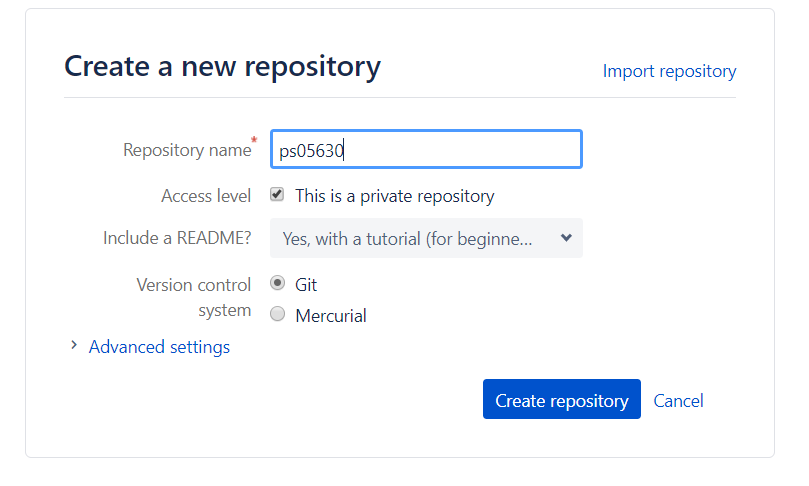 Create a new repository
Import repository
Repository name*
ps05630
Access level
This is a private repository
Include a README?
Yes, with a tutorial (for beginne...
Version control
system
Git
Mercurial
Advanced settings
Create repository
Cancel